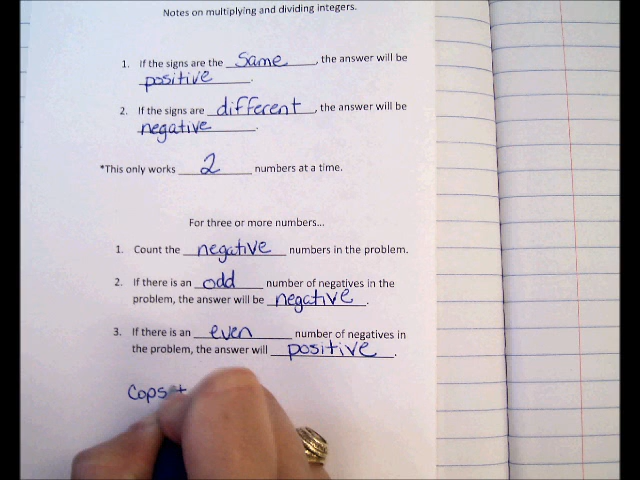 Notes on multiplying and dividing integers.
1. If the signs are the same, the answer will be
positive.
2. If the signs are different, the answer will be
negative.
*This only works 2 numbers at a time.
For three or more numbers...
1. Count the negative numbers in the problem.
2. If there is an odd number of negatives in the
problem, the answer will be negative.
3. If there is an even number of negatives in
the problem, the answer will positive.
Cops +